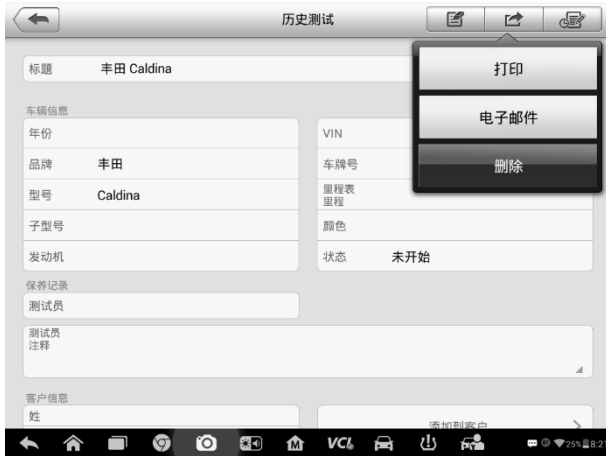 历史测试
标题 丰田 Caldina
打印
电子邮件
删除
车辆信息
年份
VIN
品牌 丰田
车牌号
型号 Caldina
里程表
里程
子型号
颜色
发动机
状态 未开始
保养记录
测试员
测试员
注释
客户信息
姓
添加到客户
M
VCI
25%
8:21